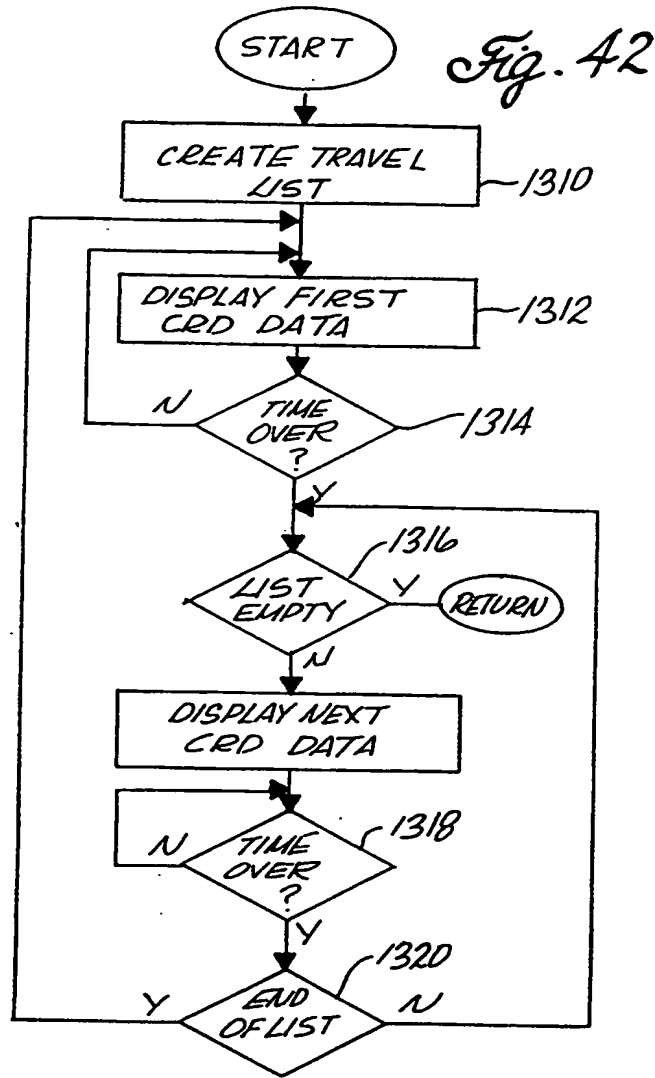 START
Fig. 42
CREATE TRAVEL
LIST
1310
DISPLAY FIRST
CRD DATA
1312
N
TIME
OVER
?
1314
Y
1316
LIST
EMPTY
Y
RETURN
N
DISPLAY NEXT
CRD DATA
1318
N
TIME
OVER
?
Y
1320
Y
END
OF LIST
N